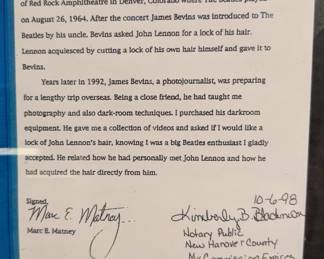 of Red Rock Amphitheatre in Denver, Colorado where The Beatles played
on August 26, 1964. After the concert James Bevins was introduced to The
Beatles by his uncle. Bevins asked John Lennon for a lock of his hair.
Lennon acquiesced by cutting a lock of his own hair himself and gave it to
Bevins.
Years later in 1992, James Bevins, a photojournalist, was preparing
for a lengthy trip overseas. Being a close friend, he had taught me
photography and also dark-room techniques. I purchased his darkroom
equipment. He gave me a collection of videos and asked if I would like a
lock of John Lennon's hair, knowing I was a big Beatles enthusiast I gladly
accepted. He related how he had personally met John Lennon and how he
had acquired the hair directly from him.
Signed,
Marc E. Matney
Marc E. Matney
10-6-98
Kimberly B.
Notary Public
New Hanover County
My Commission Expires